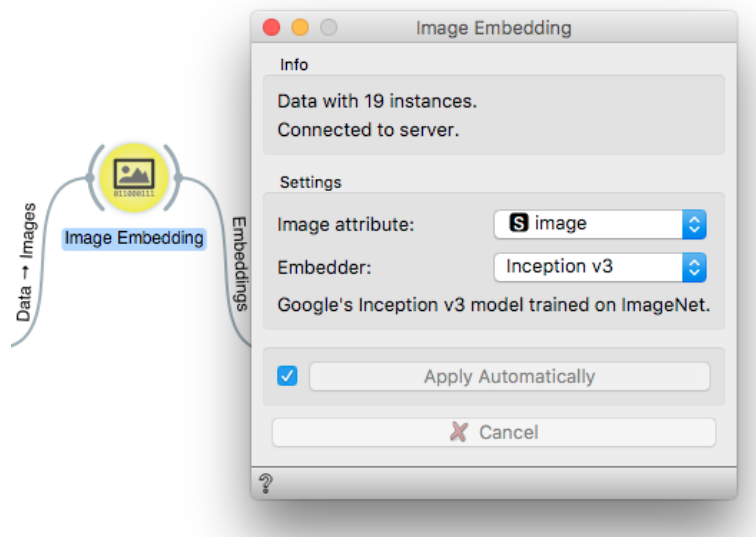 Image Embedding
Info
Data with 19 instances.
Connected to server.
Settings
Image attribute: S image
Embedder: Inception v3
Google's Inception v3 model trained on ImageNet.
Apply Automatically
Cancel
?
Data → Images
011000111
Image Embedding
Embeddings